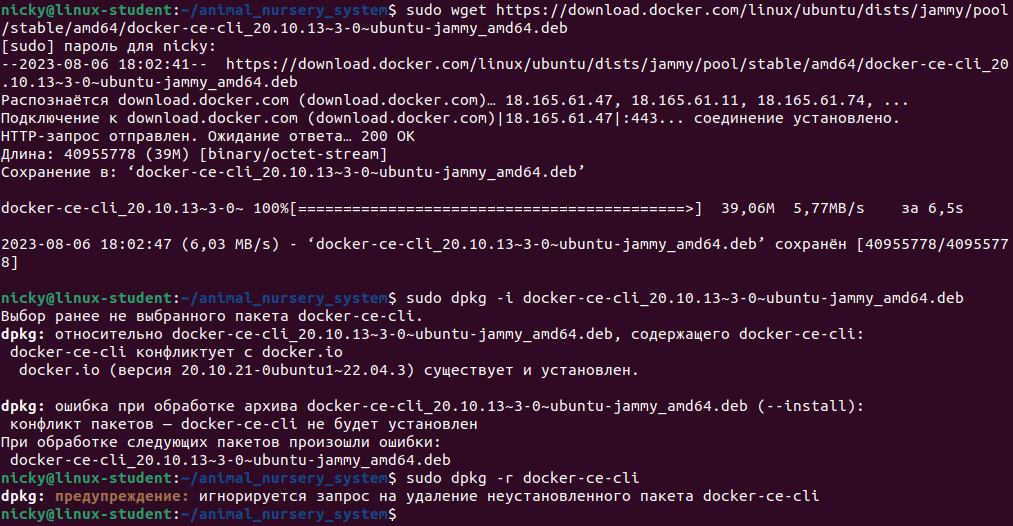 nicky@linux-student:~/animal_nursery_system$ sudo wget https://download.docker.com/linux/ubuntu/dists/jammy/pool
/stable/amd64/docker-ce-cli_20.10.13~3-0~ubuntu-jammy_amd64.deb
[sudo] пароль для nicky:
--2023-08-06 18:02:41--  https://download.docker.com/linux/ubuntu/dists/jammy/pool/stable/amd64/docker-ce-cli_20
.10.13~3-0~ubuntu-jammy_amd64.deb
Распознаётся download.docker.com (download.docker.com)… 18.165.61.47, 18.165.61.11, 18.165.61.74, ...
Подключение к download.docker.com (download.docker.com)|18.165.61.47|:443... соединение установлено.
HTTP-запрос отправлен. Ожидание ответа… 200 OK
Длина: 40955778 (39M) [binary/octet-stream]
Сохранение в: ‘docker-ce-cli_20.10.13~3-0~ubuntu-jammy_amd64.deb’
docker-ce-cli_20.10.13~3-0~ 100%[===========================================>]  39,06M  5,77MB/s    за 6,5s
2023-08-06 18:02:47 (6,03 MB/s) - ‘docker-ce-cli_20.10.13~3-0~ubuntu-jammy_amd64.deb’ сохранён [40955778/4095577
8]
nicky@linux-student:~/animal_nursery_system$ sudo dpkg -i docker-ce-cli_20.10.13~3-0~ubuntu-jammy_amd64.deb
Выбор ранее не выбранного пакета docker-ce-cli.
dpkg: относительно docker-ce-cli_20.10.13~3-0~ubuntu-jammy_amd64.deb, содержащего docker-ce-cli:
 docker-ce-cli конфликтует с docker.io
  docker.io (версия 20.10.21-0ubuntu1~22.04.3) существует и установлен.
dpkg: ошибка при обработке архива docker-ce-cli_20.10.13~3-0~ubuntu-jammy_amd64.deb (--install):
 конфликт пакетов — docker-ce-cli не будет установлен
При обработке следующих пакетов произошли ошибки:
 docker-ce-cli_20.10.13~3-0~ubuntu-jammy_amd64.deb
nicky@linux-student:~/animal_nursery_system$ sudo dpkg -r docker-ce-cli
dpkg: предупреждение: игнорируется запрос на удаление неустановленного пакета docker-ce-cli
nicky@linux-student:~/animal_nursery_system$